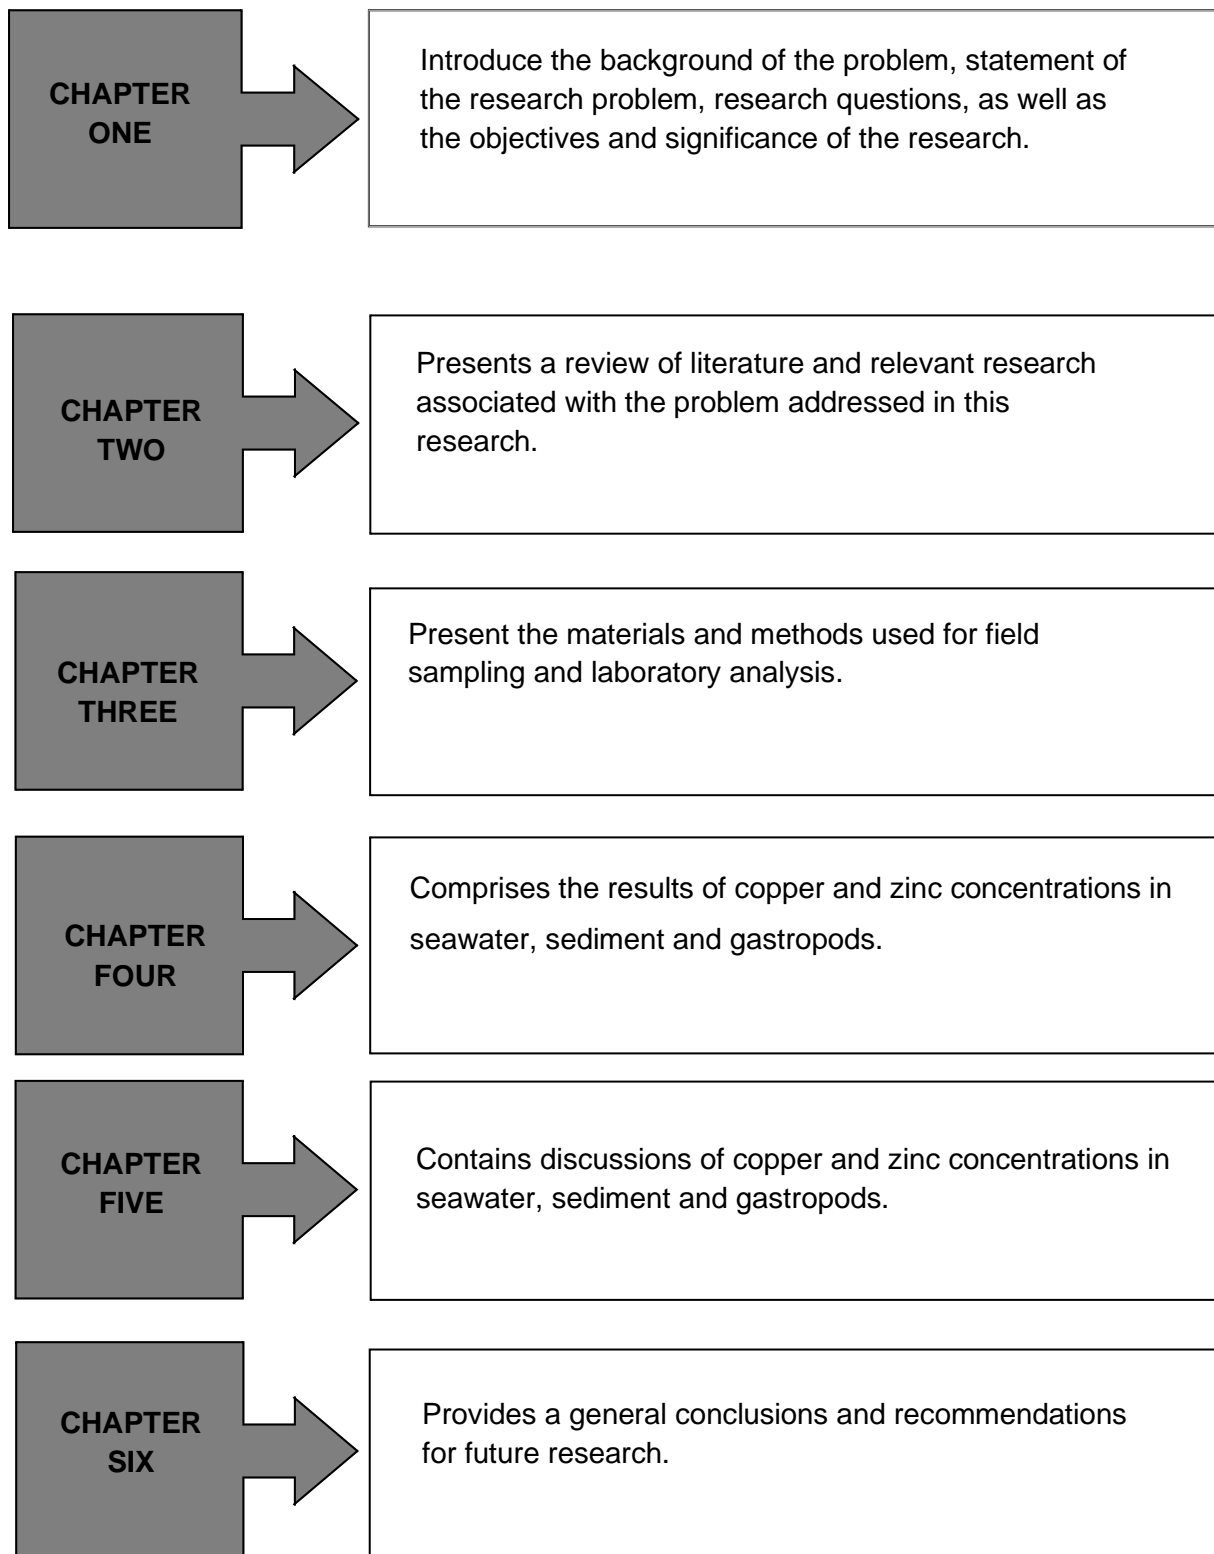 CHAPTER
ONE
Introduce the background of the problem, statement of
the research problem, research questions, as well as
the objectives and significance of the research.
CHAPTER
TWO
Presents a review of literature and relevant research
associated with the problem addressed in this
research.
CHAPTER
THREE
Present the materials and methods used for field
sampling and laboratory analysis.
CHAPTER
FOUR
Comprises the results of copper and zinc concentrations in
seawater, sediment and gastropods.
CHAPTER
FIVE
Contains discussions of copper and zinc concentrations in
seawater, sediment and gastropods.
CHAPTER
SIX
Provides a general conclusions and recommendations
for future research.